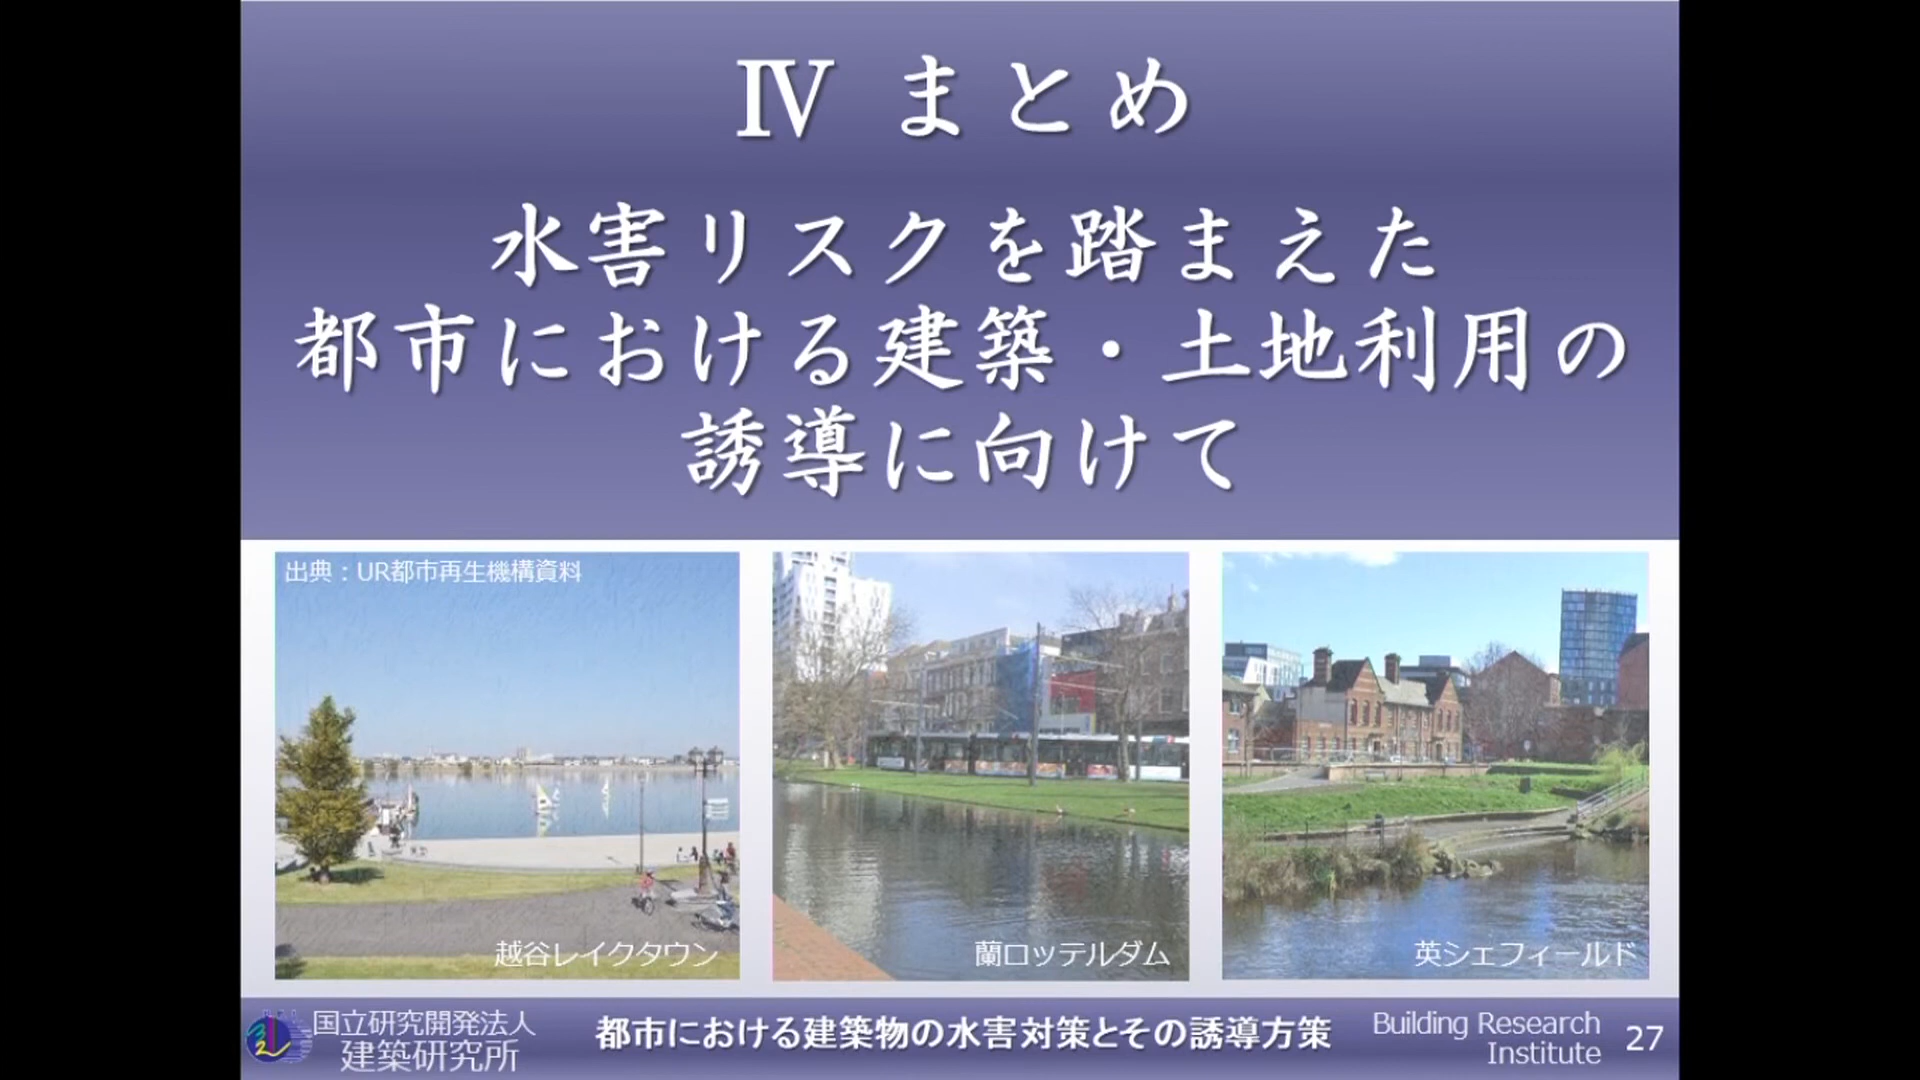 Ⅳ まとめ
水害リスクを踏まえた
都市における建築・土地利用の
誘導に向けて
出典：UR都市再生機構資料
越谷レイクタウン
蘭ロッテルダム
英シェフィールド
国立研究開発法人
建築研究所
都市における建築物の水害対策とその誘導方策
Building Research
Institute
27